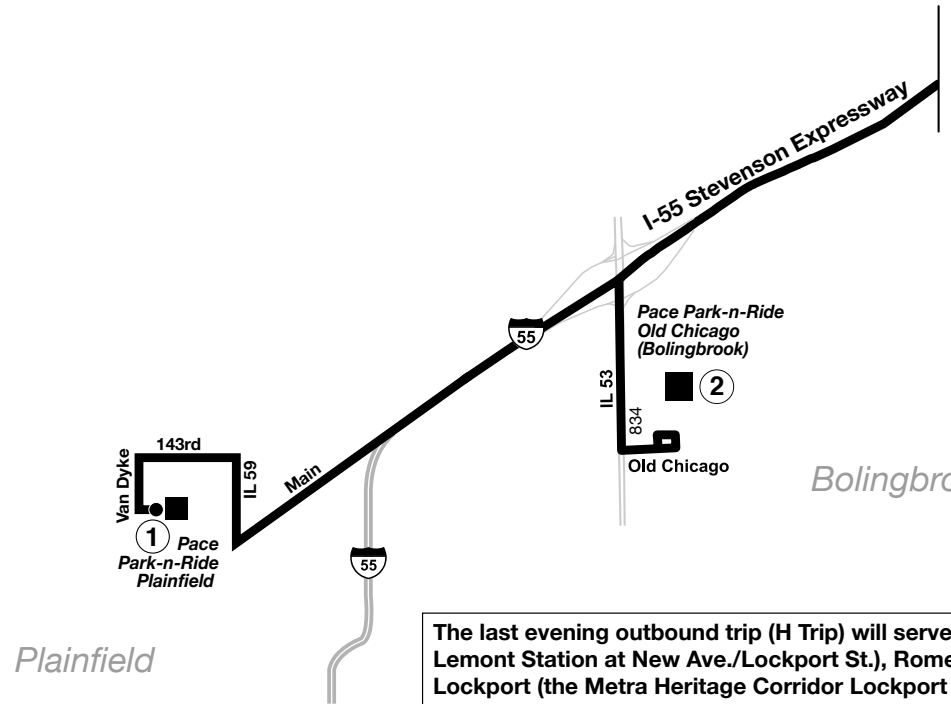 I-55 Stevenson Expressway
55
Pace Park-n-Ride
Old Chicago
(Bolingbrook)
2
IL 53
834
Old Chicago
Bolingbro
143rd
Van Dyke
IL 59
Main
1
Pace
Park-n-Ride
Plainfield
55
Plainfield
The last evening outbound trip (H Trip) will serve
Lemont Station at New Ave./Lockport St.), Rome
Lockport (the Metra Heritage Corridor Lockport